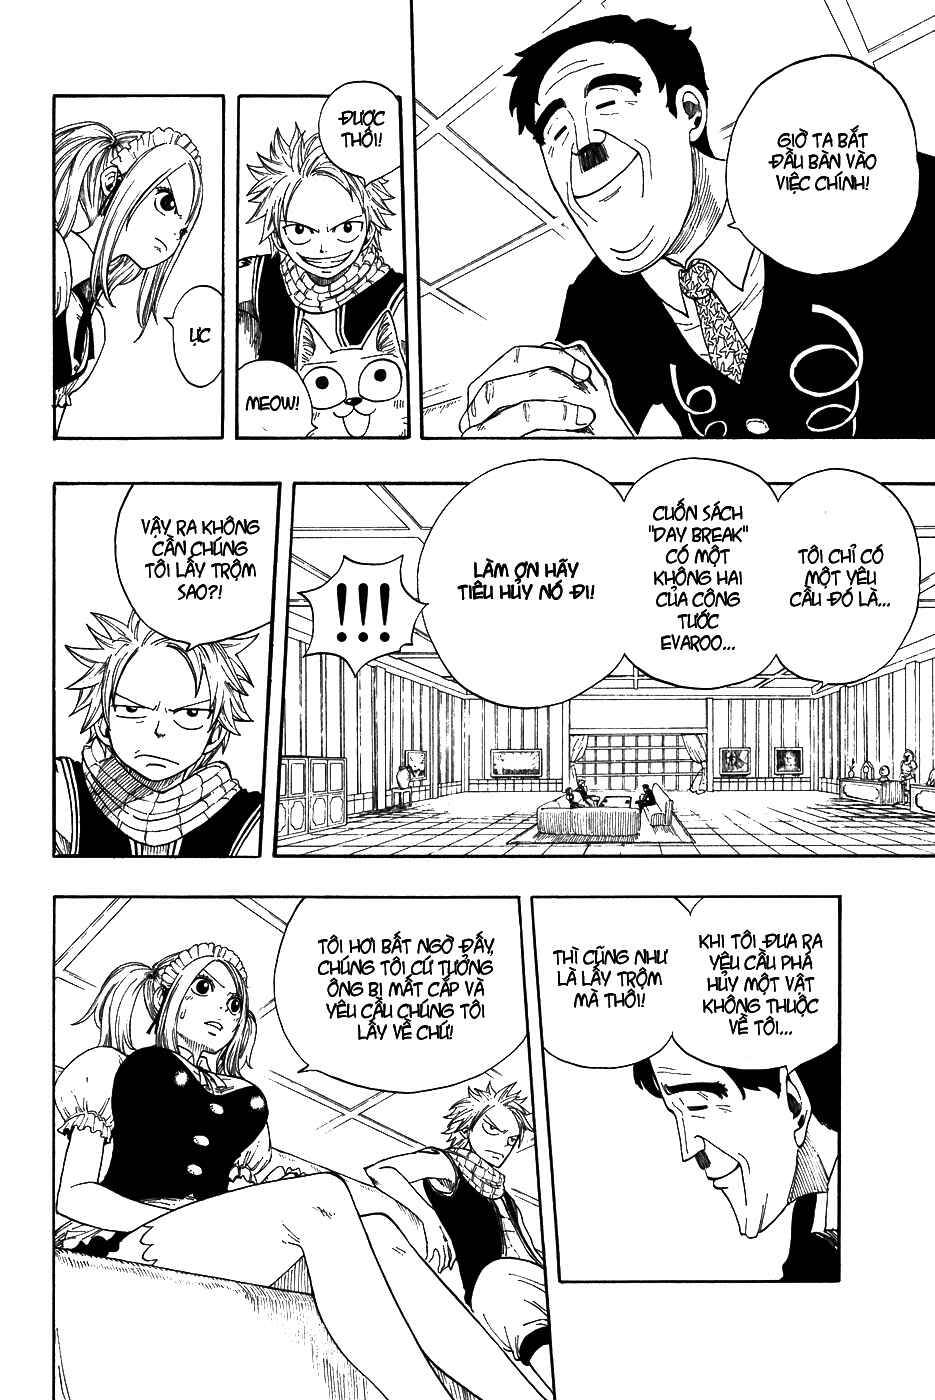 GIỜ TA BẮT
ĐẦU BÀN VÀO
VIỆC CHÍNH!
ĐƯỢC
THÔI!
MEOW!
LỰC
TÔI CHỈ CÓ
MỘT YÊU
CẦU ĐÓ LÀ...
CUỐN SÁCH
"DAY BREAK"
CÓ MỘT
KHÔNG HAI
CỦA CÔNG
TƯỚC
EVAROO...
LÀM ƠN HÃY
TIÊU HỦY NÓ ĐI!
!!!
VẬY RA KHÔNG
CẦN CHÚNG
TÔI LẤY TRỘM
SAO?!
KHI TÔI ĐƯA RA
YÊU CẦU PHÁ
HỦY MỘT VẬT
KHÔNG THUỘC
VỀ TÔI...
THÌ CŨNG NHƯ
LÀ LẤY TRỘM
MÀ THÔI!
TÔI HƠI BẤT NGỜ ĐẤY,
CHÚNG TÔI CỨ TƯỞNG
ÔNG BỊ MẤT CẮP VÀ
YÊU CẦU CHÚNG TÔI
LẤY VỀ CHỨ!